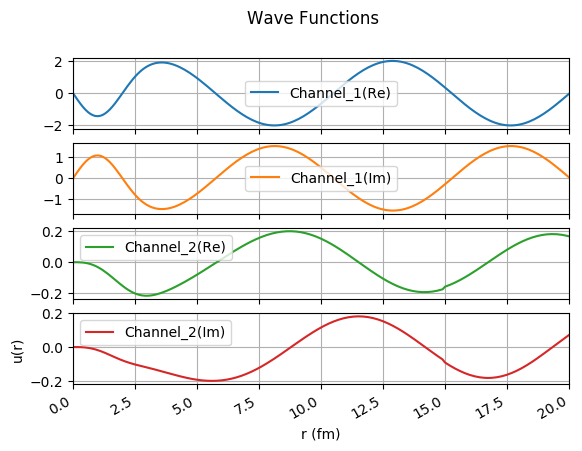 Wave Functions
2
0
−2
Channel_1(Re)
1
0
−1
Channel_1(Im)
0.2
0.0
−0.2
Channel_2(Re)
0.2
0.0
−0.2
Channel_2(Im)
u(r)
0.0 2.5 5.0 7.5 10.0 12.5 15.0 17.5 20.0
r (fm)